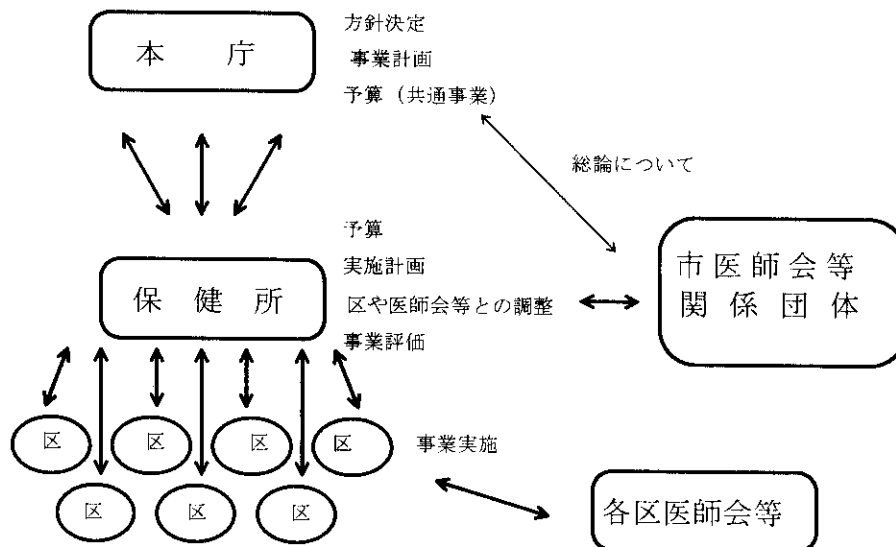 本庁
方針決定
事業計画
予算（共通事業）
総論について
予算
実施計画
保健所
区や医師会等との調整
事業評価
市医師会等
関係団体
区
区
区
区
事業実施
区
区
区
各区医師会等